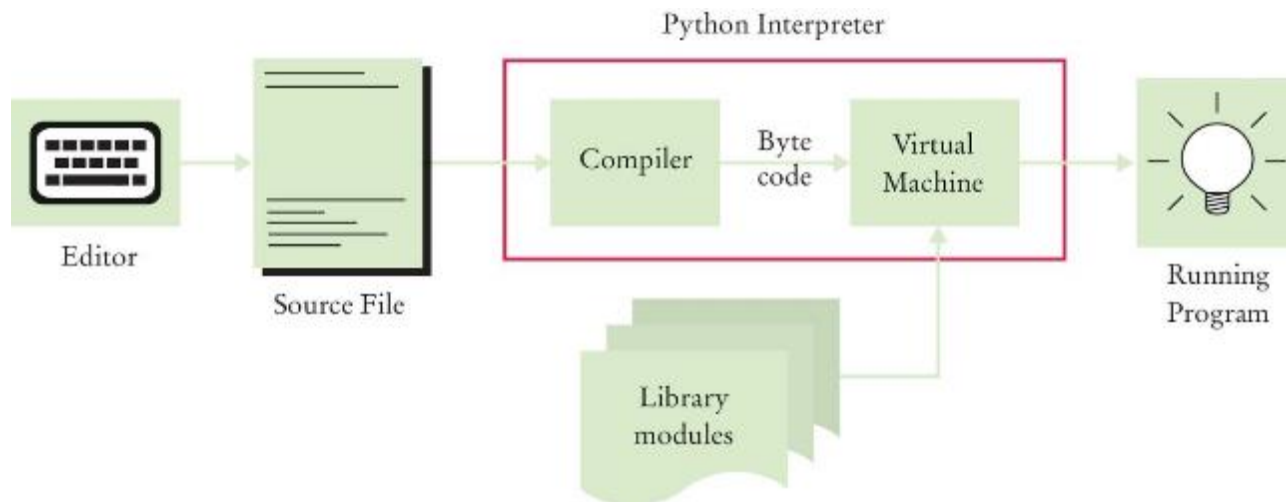 Python Interpreter
Editor
Source File
Compiler
Byte
code
Virtual
Machine
Running
Program
Library
modules